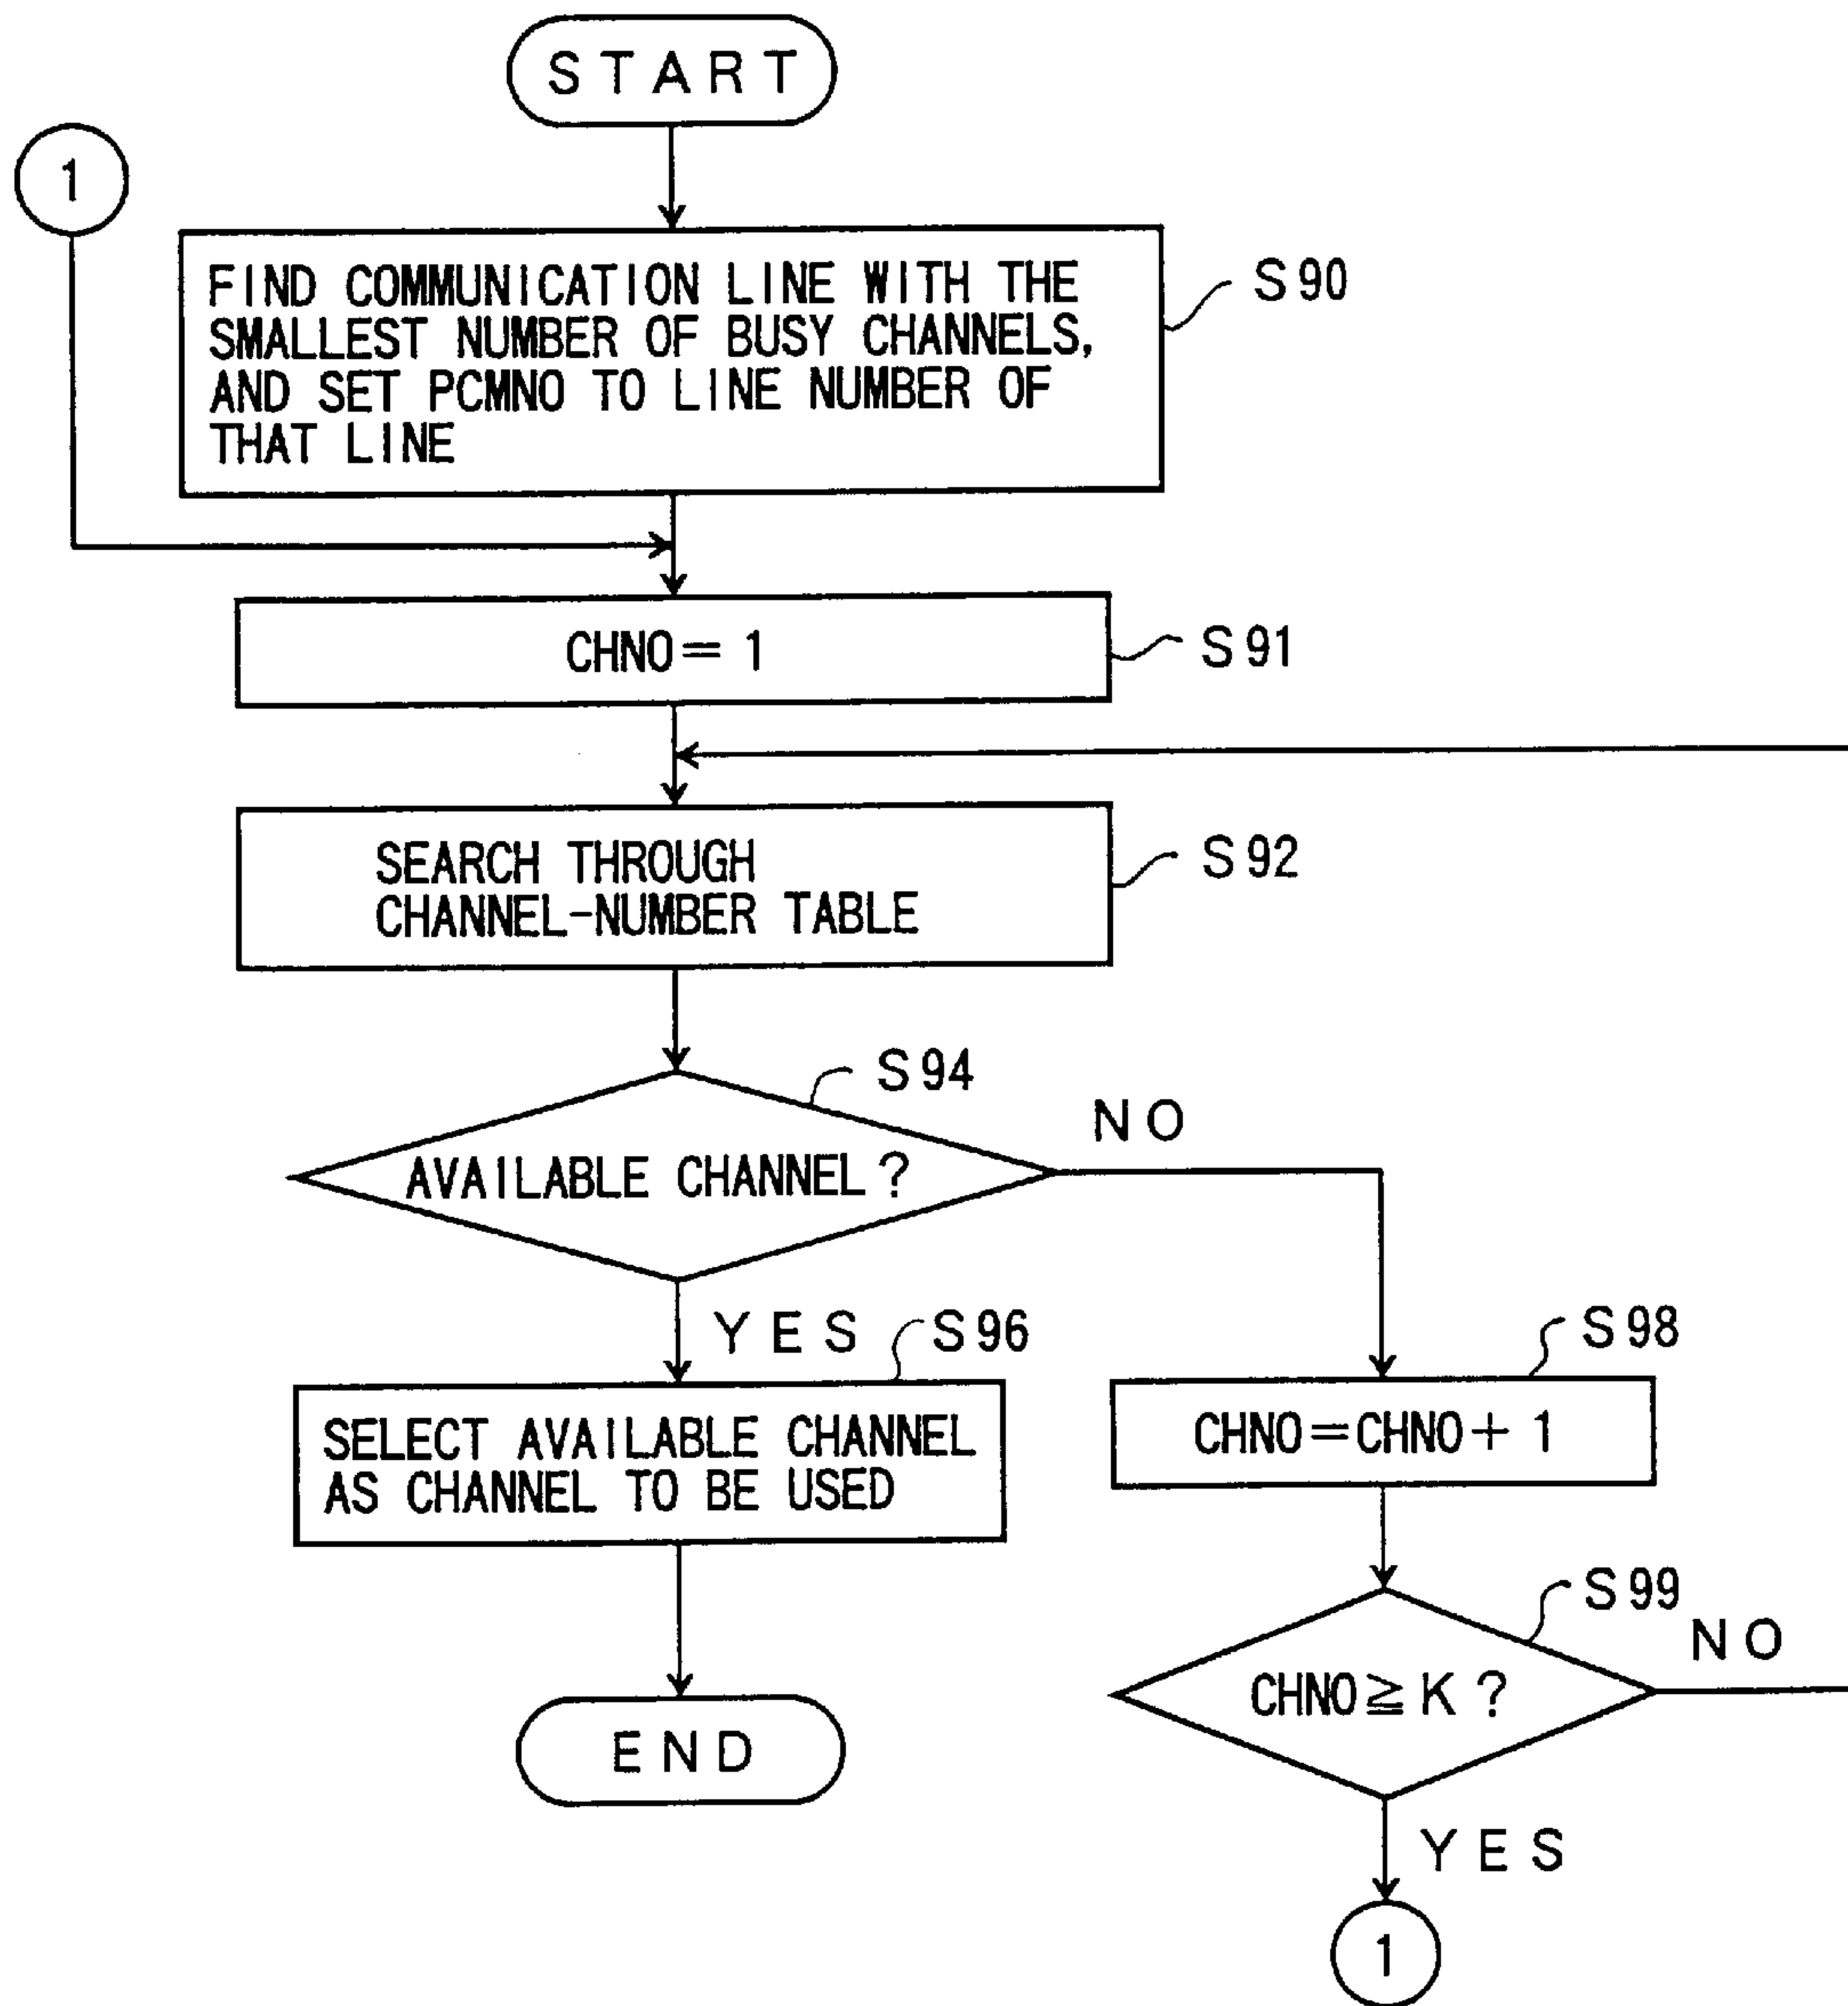 START
1
FIND COMMUNICATION LINE WITH THE
SMALLEST NUMBER OF BUSY CHANNELS,
AND SET PCMNO TO LINE NUMBER OF
THAT LINE
S90
CHNO=1
S91
SEARCH THROUGH
CHANNEL-NUMBER TABLE
S92
S94
AVAILABLE CHANNEL?
NO
YES
S96
SELECT AVAILABLE CHANNEL
AS CHANNEL TO BE USED
END
S98
CHNO=CHNO+1
S99
CHNO≧K?
NO
YES
1